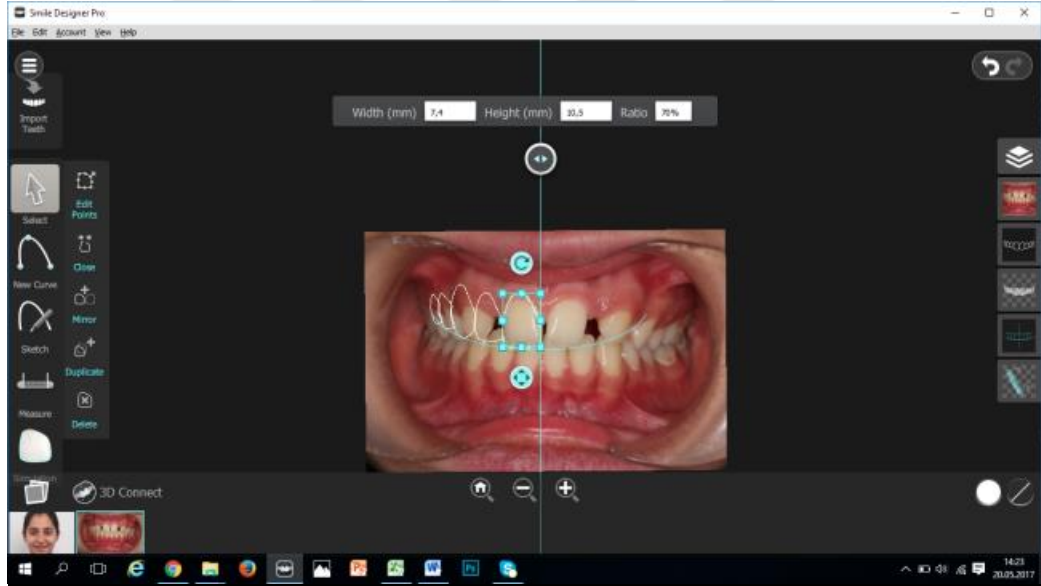 Smile Designer Pro
File Edit Account View Help
Import
Teeth
Width (mm) 7,4 Height (mm) 10,5 Ratio 70%
Select
Edit
Points
Close
New Curve
Mirror
Sketch
Duplicate
Measure
Delete
Simulation
3D Connect
14:23
20.05.2017